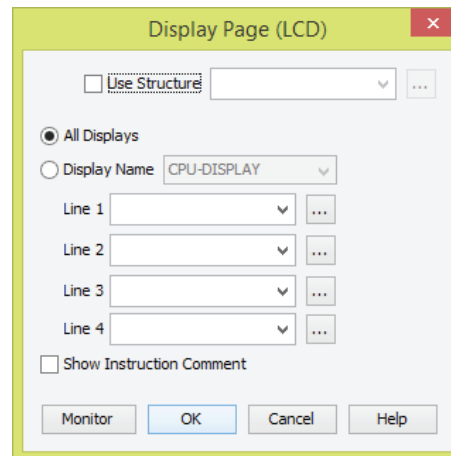 Display Page (LCD)
Use Structure
...
All Displays
Display Name CPU-DISPLAY
Line 1 ...
Line 2 ...
Line 3 ...
Line 4 ...
Show Instruction Comment
Monitor OK Cancel Help